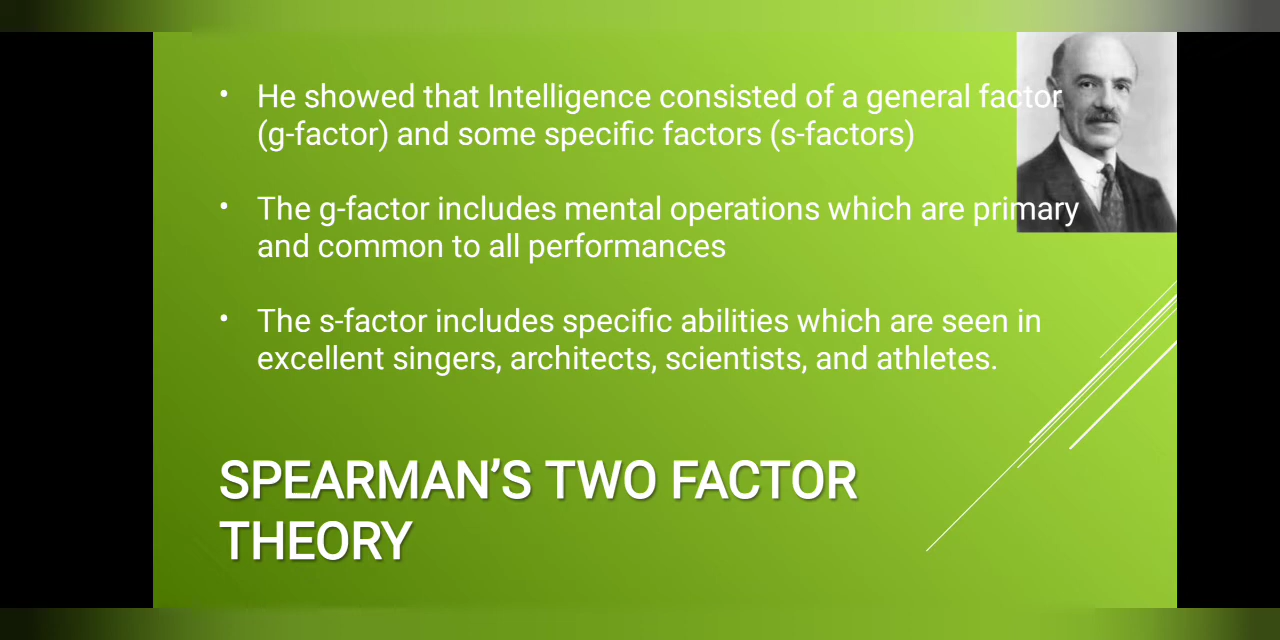 • He showed that Intelligence consisted of a general factor
(g-factor) and some specific factors (s-factors)
• The g-factor includes mental operations which are primary
and common to all performances
• The s-factor includes specific abilities which are seen in
excellent singers, architects, scientists, and athletes.
SPEARMAN’S TWO FACTOR
THEORY